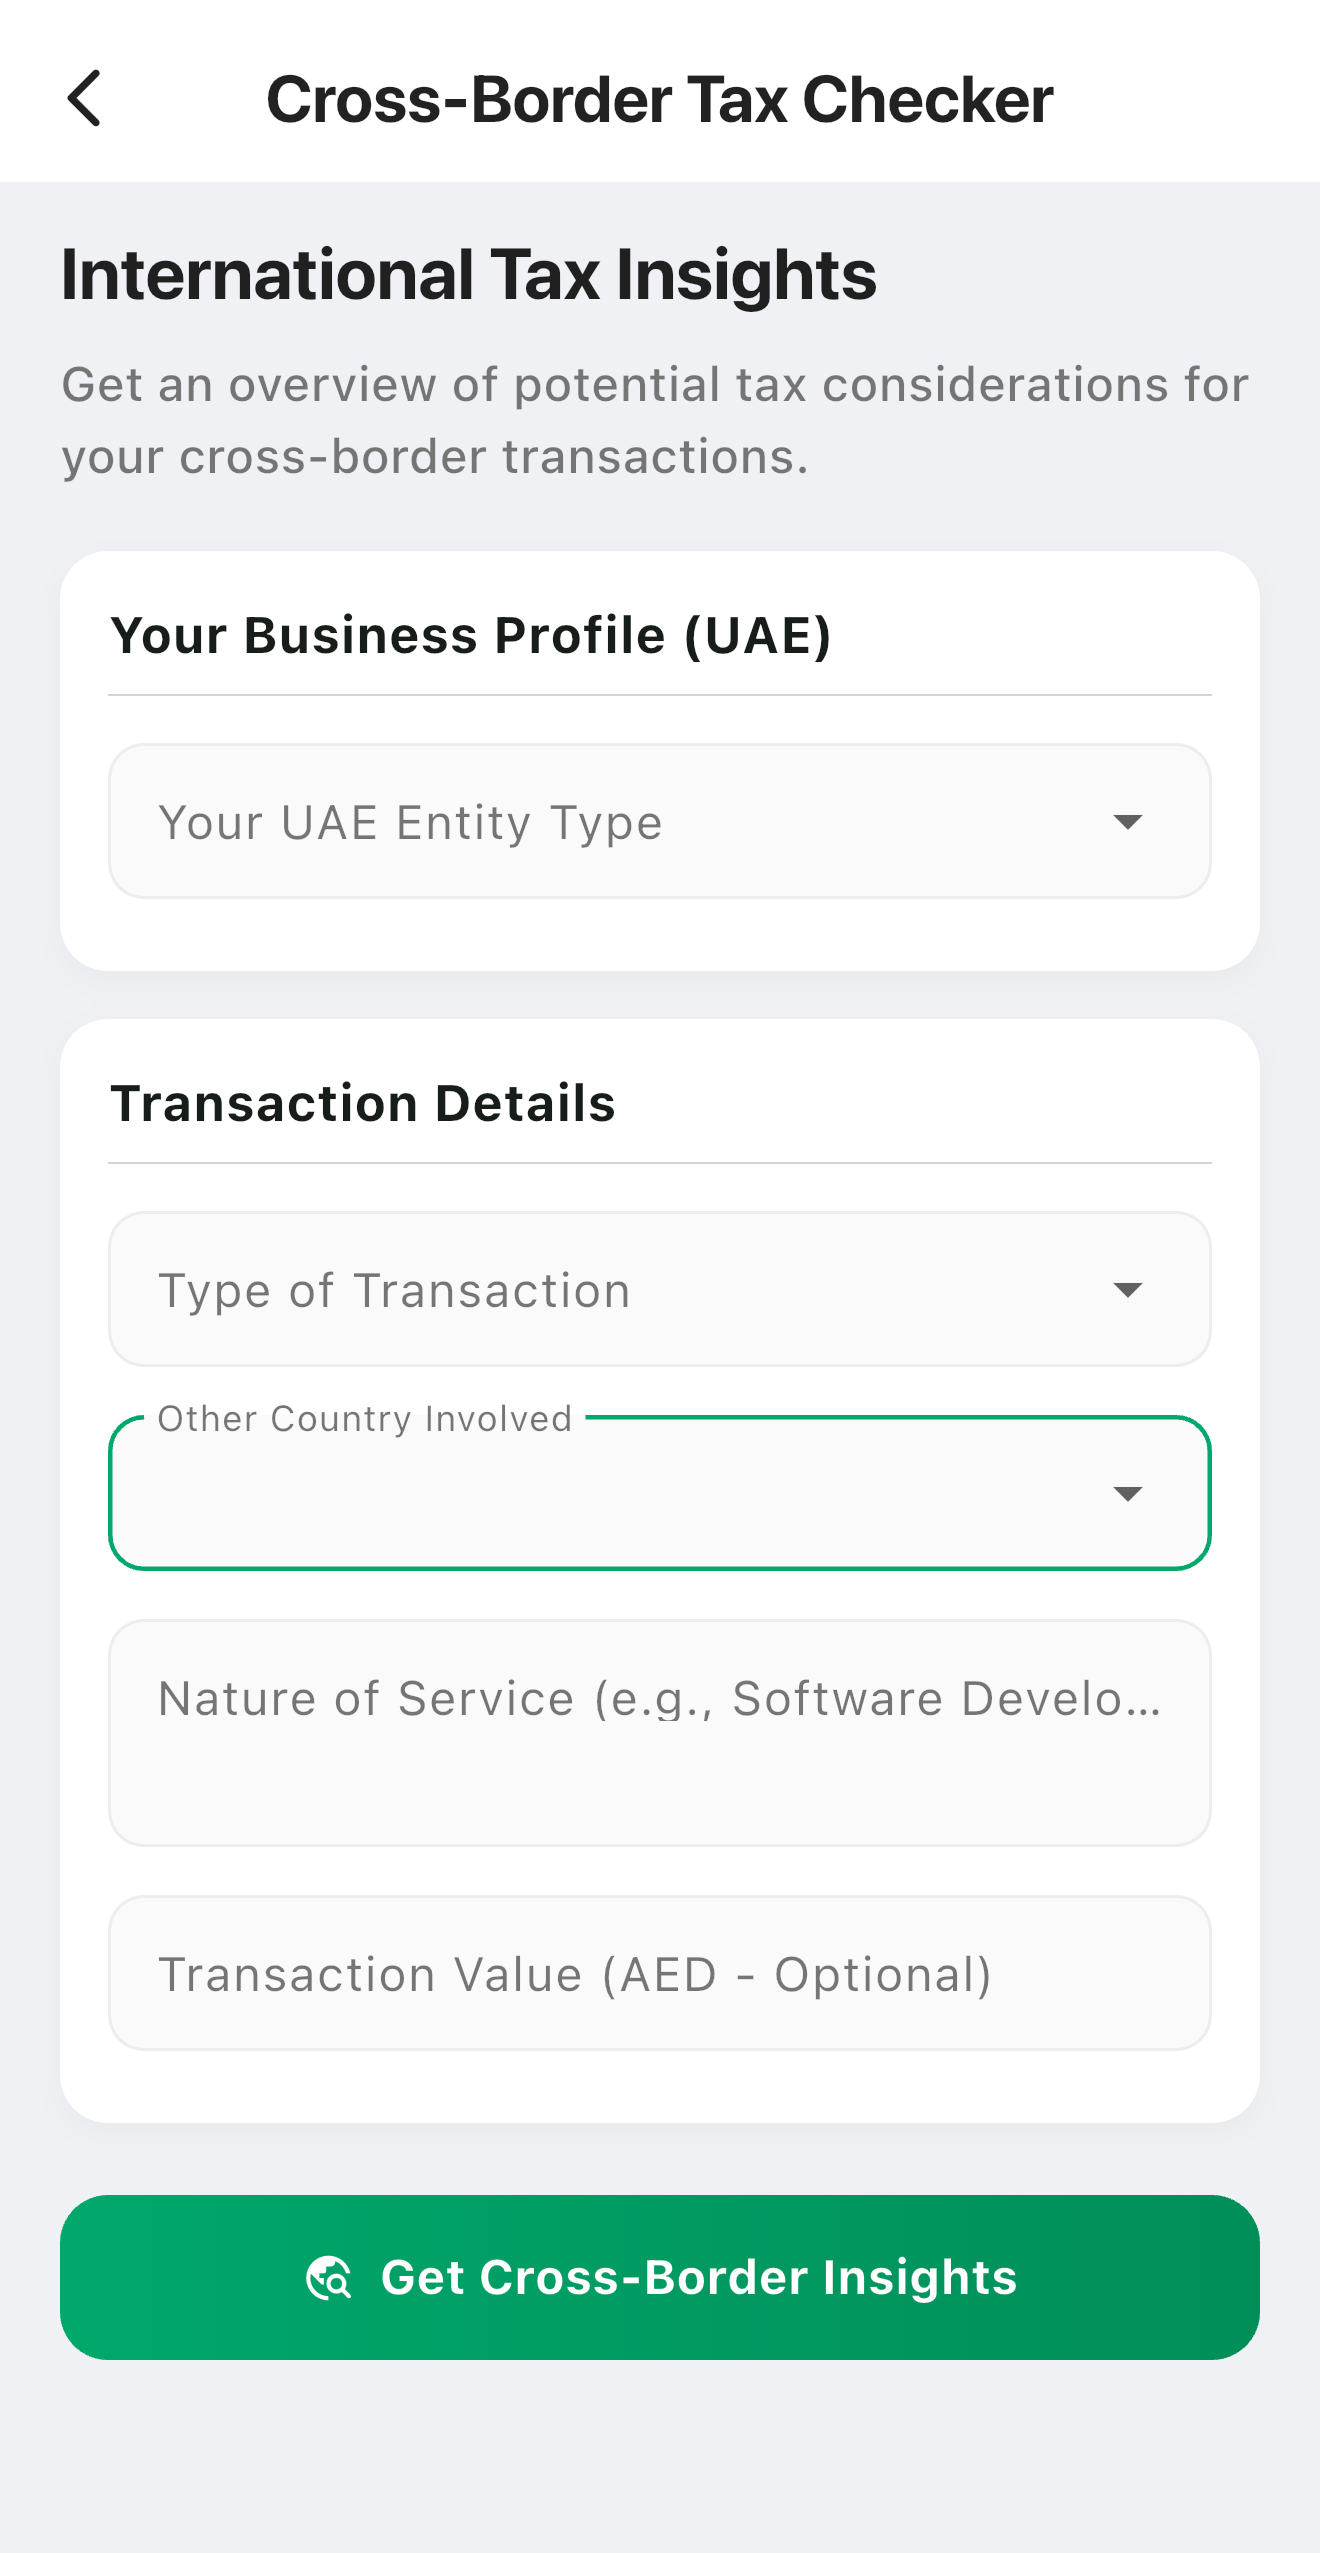 Cross-Border Tax Checker
International Tax Insights
Get an overview of potential tax considerations for
your cross-border transactions.
Your Business Profile (UAE)
Your UAE Entity Type
Transaction Details
Type of Transaction
Other Country Involved
Nature of Service (e.g., Software Develo...
Transaction Value (AED - Optional)
Get Cross-Border Insights